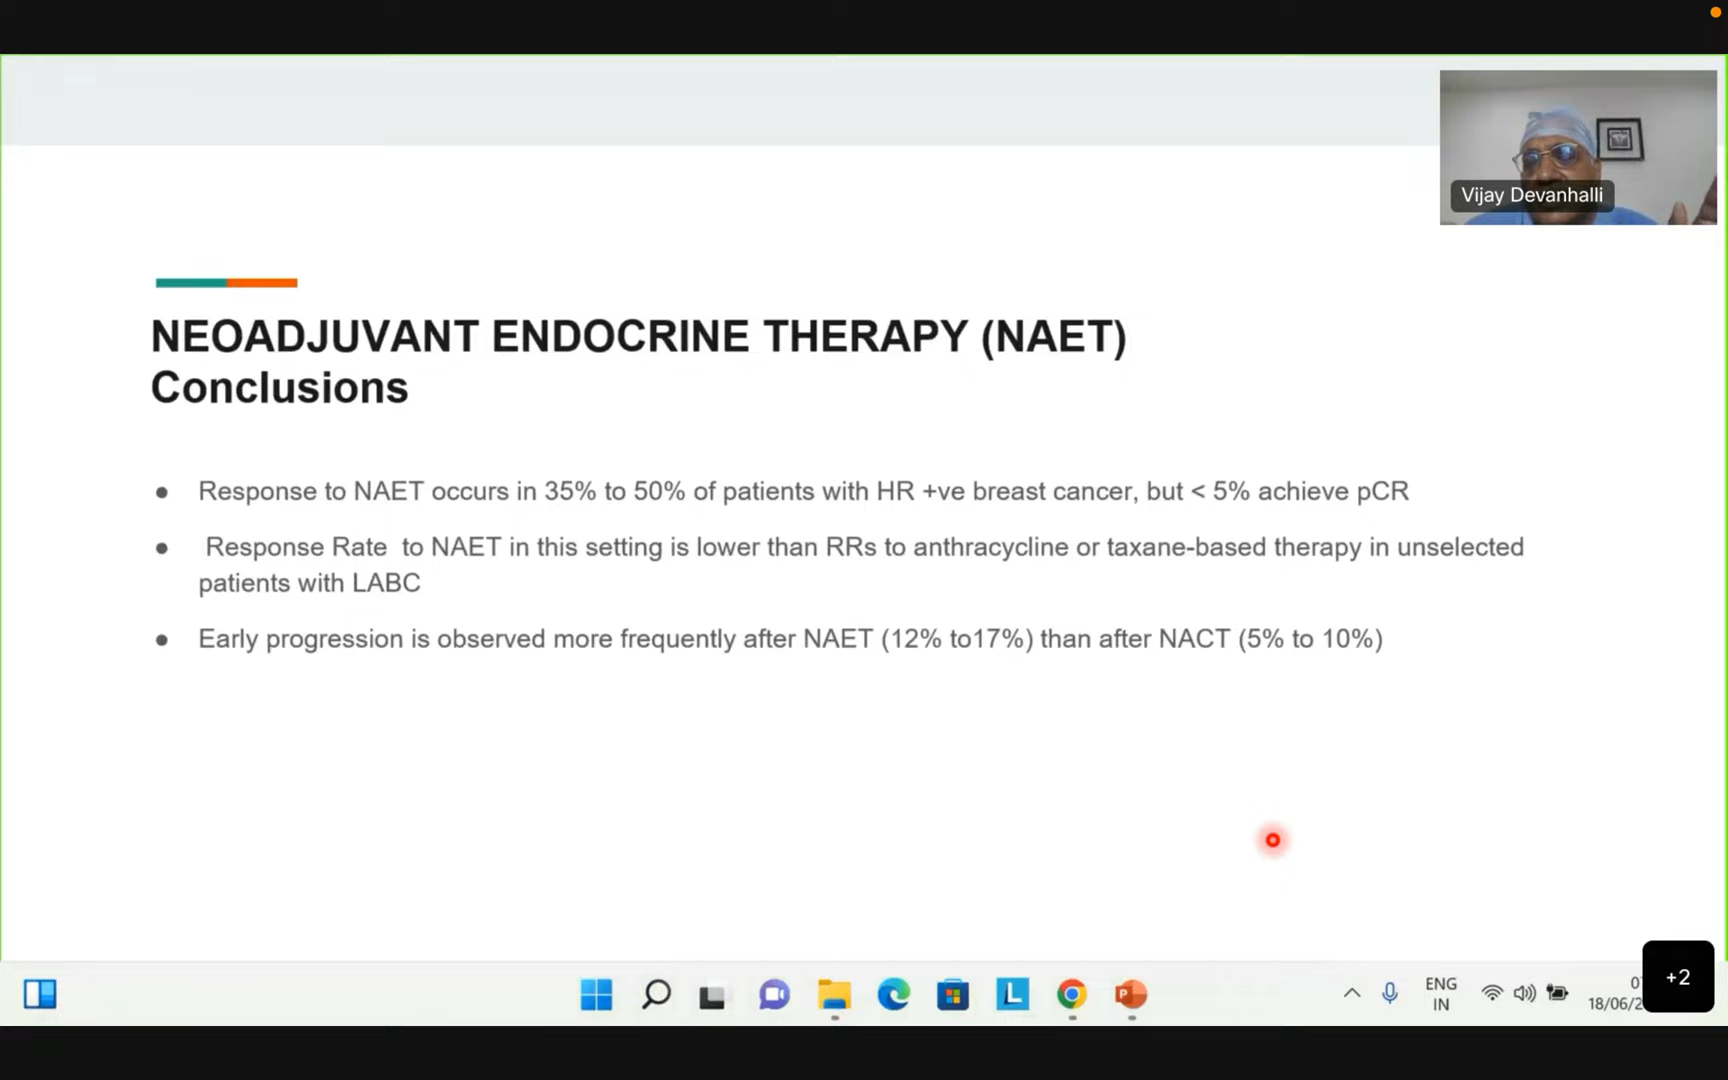 Vijay Devanhalli
NEOADJUVANT ENDOCRINE THERAPY (NAET)
Conclusions
● Response to NAET occurs in 35% to 50% of patients with HR +ve breast cancer, but < 5% achieve pCR
● Response Rate to NAET in this setting is lower than RRs to anthracycline or taxane-based therapy in unselected
patients with LABC
● Early progression is observed more frequently after NAET (12% to17%) than after NACT (5% to 10%)
+2
ENG
IN
18/06/2